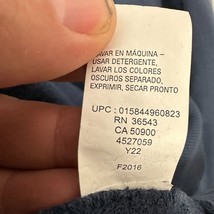 LAVAR EN MÁQUINA –
USAR DETERGENTE,
LAVAR LOS COLORES
OSCUROS SEPARADO,
EXPRIMIR, SECAR PRONTO
UPC : 015844960823
RN 36543
CA 50900
4527059
Y22
F2016